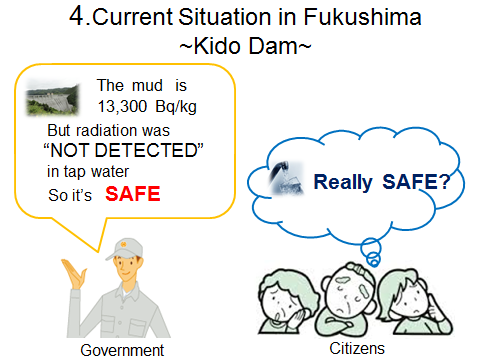 4.Current Situation in Fukushima
~Kido Dam~
The mud is
13,300 Bq/kg
But radiation was
“NOT DETECTED”
in tap water
So it’s SAFE
Really SAFE?
Government
Citizens